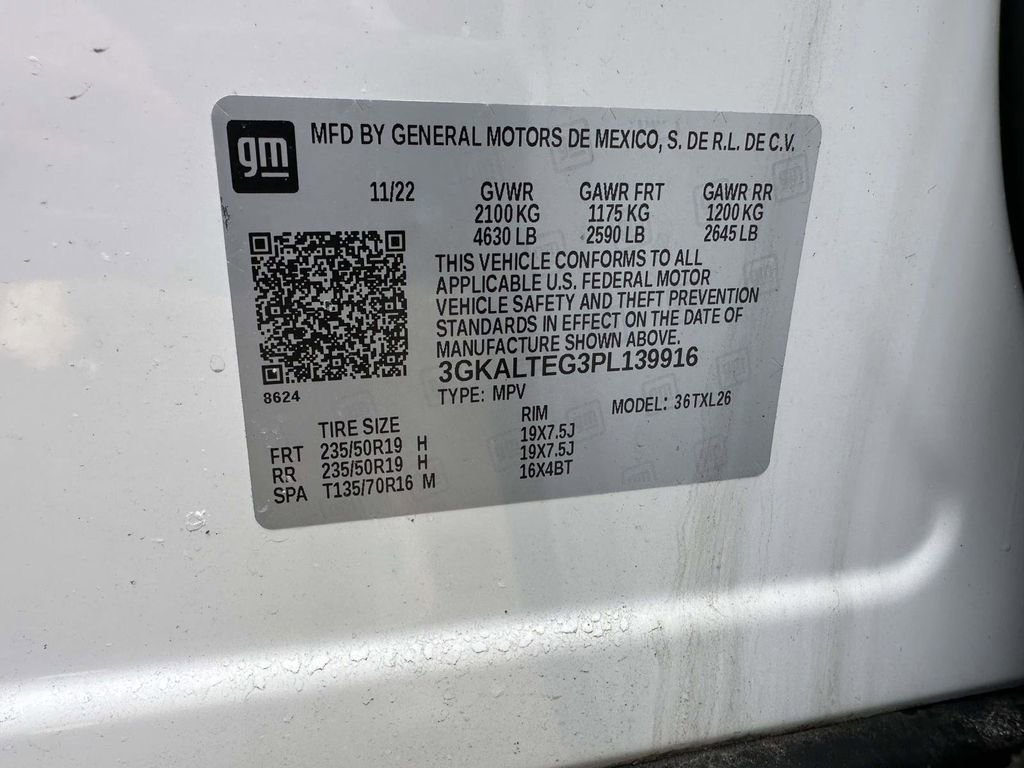 gm
MFD BY GENERAL MOTORS DE MEXICO, S. DE R.L. DE C.V.
11/22 GVWR GAWR FRT GAWR RR
2100 KG 1175 KG 1200 KG
4630 LB 2590 LB 2645 LB
THIS VEHICLE CONFORMS TO ALL
APPLICABLE U.S. FEDERAL MOTOR
VEHICLE SAFETY AND THEFT PREVENTION
STANDARDS IN EFFECT ON THE DATE OF
MANUFACTURE SHOWN ABOVE.
3GKALTEG3PL139916
8624 TYPE: MPV MODEL: 36TXL26
TIRE SIZE RIM
FRT 235/50R19 H 19X7.5J
RR 235/50R19 H 19X7.5J
SPA T135/70R16 M 16X4BT